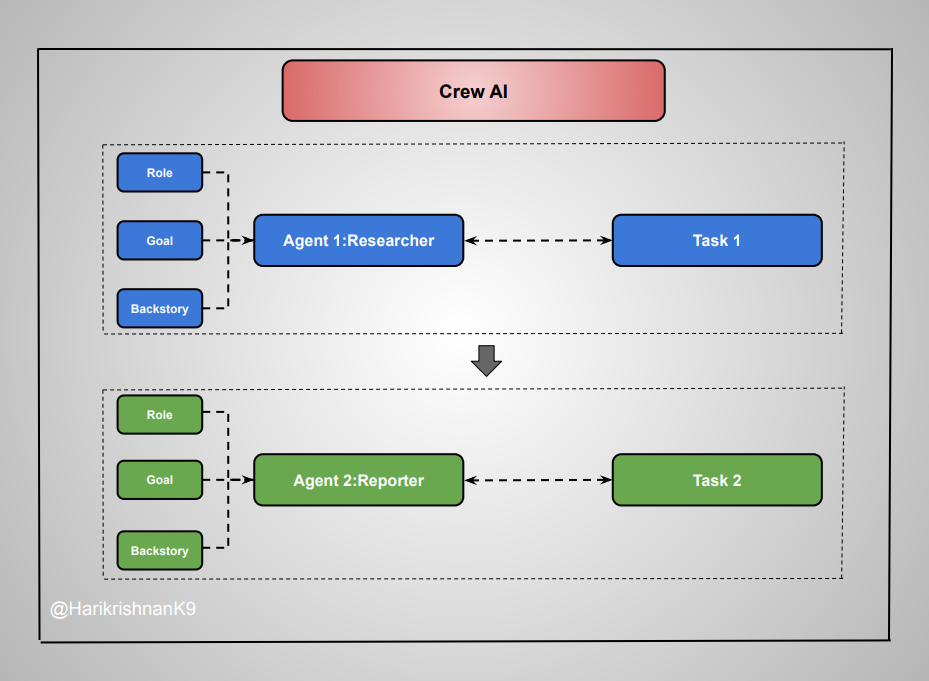 Crew AI
Role
Goal
Backstory
Agent 1:Researcher
Task 1
Role
Goal
Backstory
Agent 2:Reporter
Task 2
@HarikrishnanK9